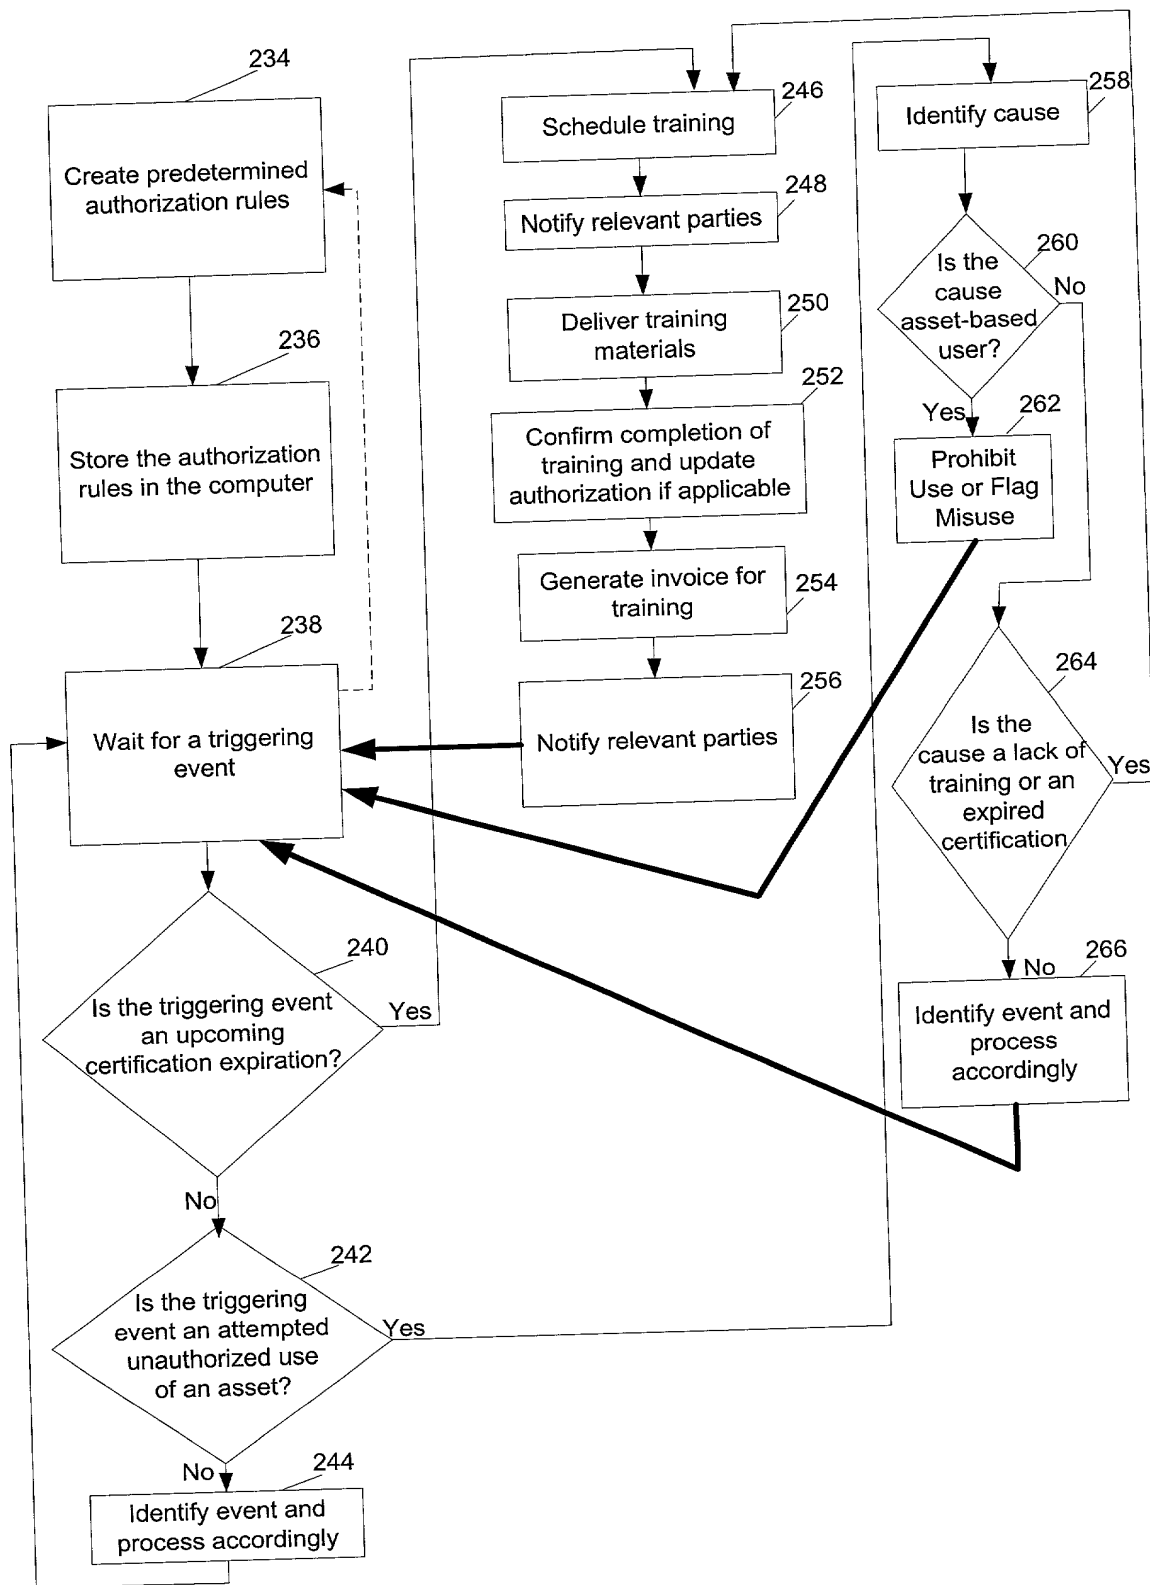 234
Create predetermined
authorization rules
236
Store the authorization
rules in the computer
238
Wait for a triggering
event
240
Is the triggering event
an upcoming
certification expiration?
Yes
No
242
Is the triggering
event an attempted
unauthorized use
of an asset?
Yes
No
244
Identify event and
process accordingly
246
Schedule training
248
Notify relevant parties
250
Deliver training
materials
252
Confirm completion of
training and update
authorization if applicable
254
Generate invoice for
training
256
Notify relevant parties
258
Identify cause
260
Is the
cause
asset-based
user?
No
Yes
262
Prohibit
Use or Flag
Misuse
264
Is the
cause a lack of
training or an
expired
certification
Yes
No
266
Identify event and
process
accordingly